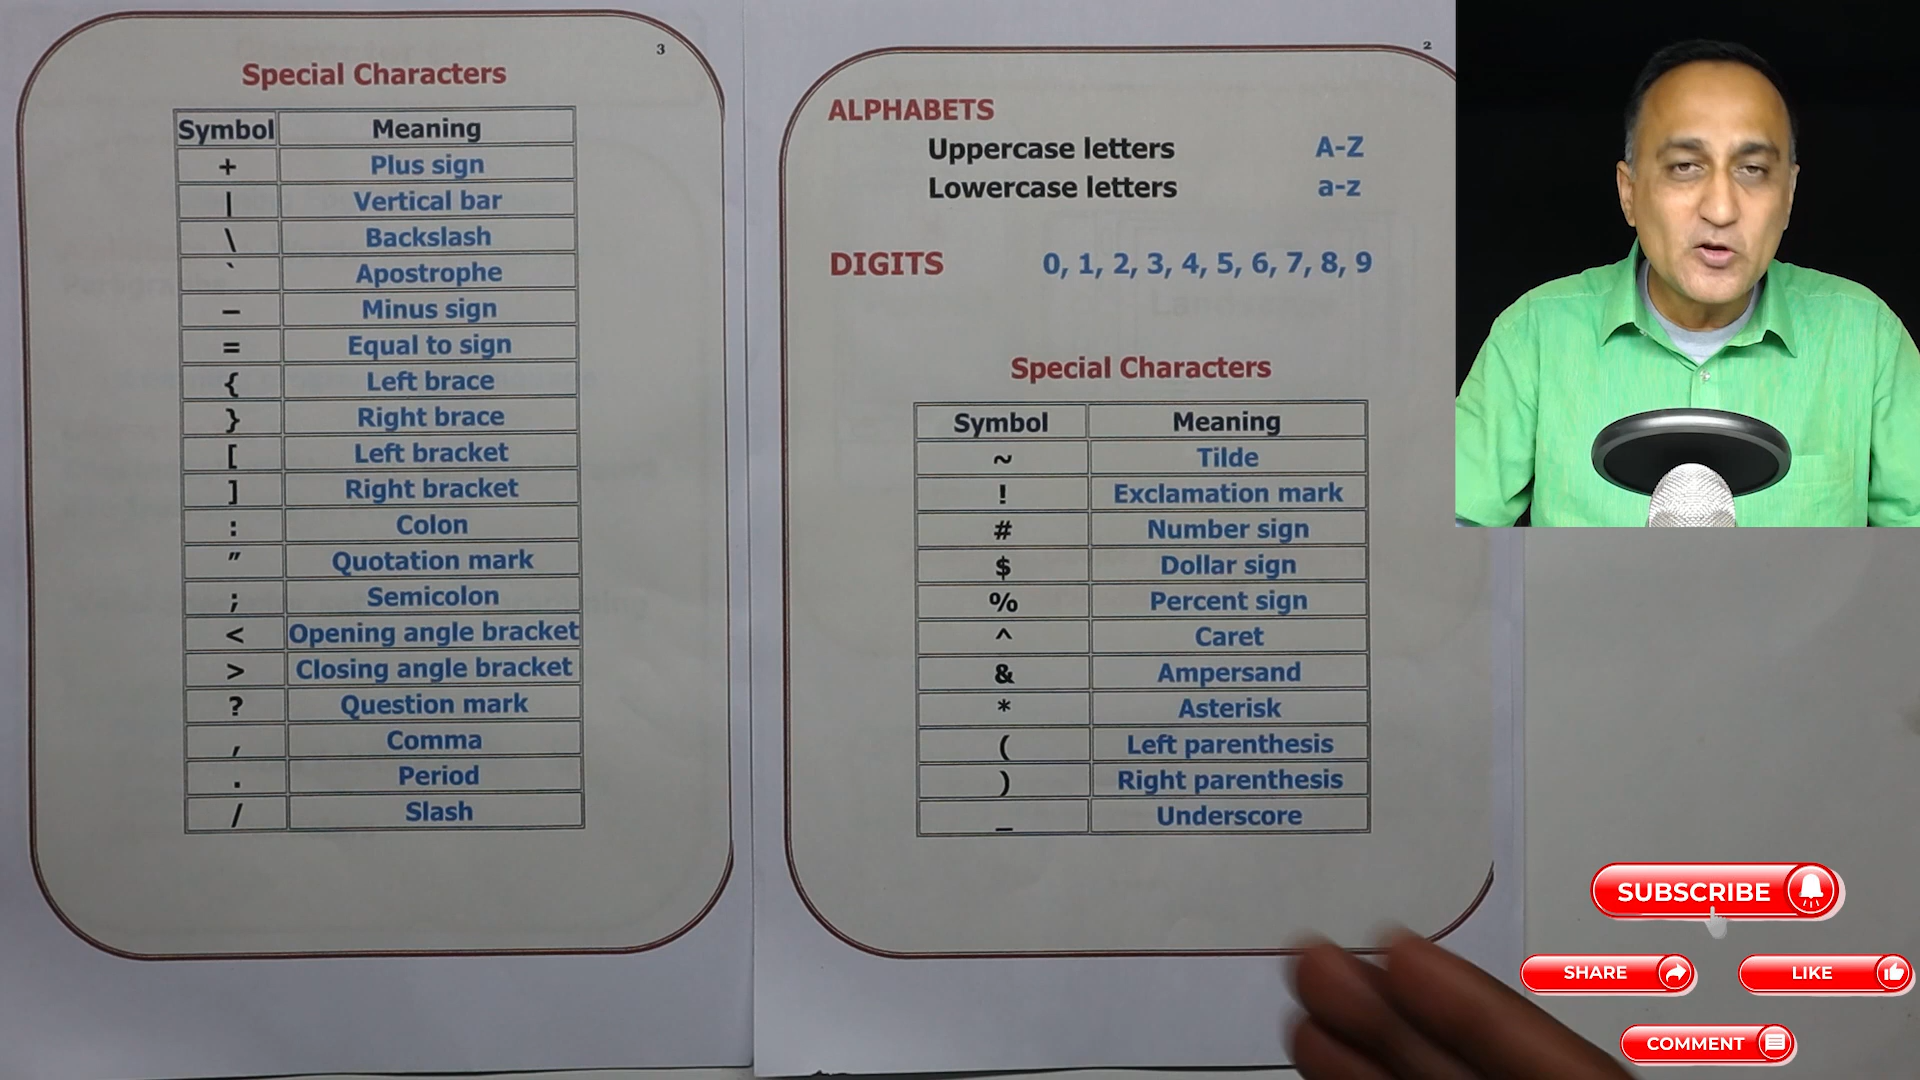 3
Special Characters
Symbol Meaning
+ Plus sign
| Vertical bar
\ Backslash
` Apostrophe
− Minus sign
= Equal to sign
{ Left brace
} Right brace
[ Left bracket
] Right bracket
: Colon
" Quotation mark
; Semicolon
< Opening angle bracket
> Closing angle bracket
? Question mark
, Comma
. Period
/ Slash
2
ALPHABETS
Uppercase letters A-Z
Lowercase letters a-z
DIGITS 0, 1, 2, 3, 4, 5, 6, 7, 8, 9
Special Characters
Symbol Meaning
~ Tilde
! Exclamation mark
# Number sign
$ Dollar sign
% Percent sign
^ Caret
& Ampersand
* Asterisk
( Left parenthesis
) Right parenthesis
_ Underscore
SUBSCRIBE
SHARE LIKE
COMMENT